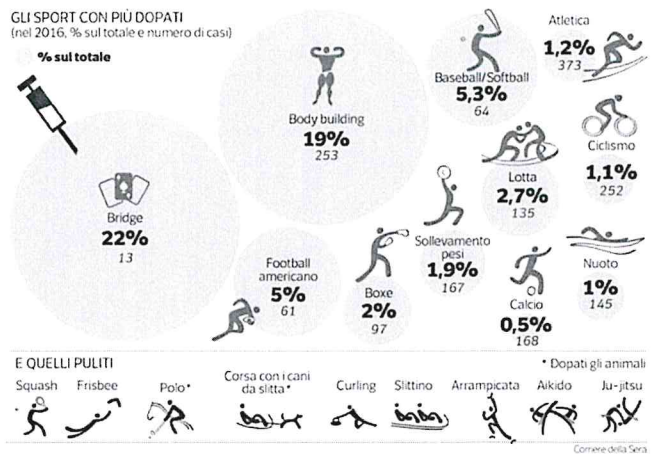 GLI SPORT CON PIÙ DOPATI
(nel 2016, % sul totale e numero di casi)
% sul totale
Bridge
22%
13
Body building
19%
253
Baseball/Softball
5,3%
64
Atletica
1,2%
373
Ciclismo
1,1%
252
Lotta
2,7%
135
Football
americano
5%
61
Boxe
2%
97
Sollevamento
pesi
1,9%
167
Calcio
0,5%
168
Nuoto
1%
145
E QUELLI PULITI
* Dopati gli animali
Squash
Frisbee
Polo*
Corsa con i cani
da slitta*
Curling
Slittino
Arrampicata
Aikido
Ju-jitsu
Corriere della Sera